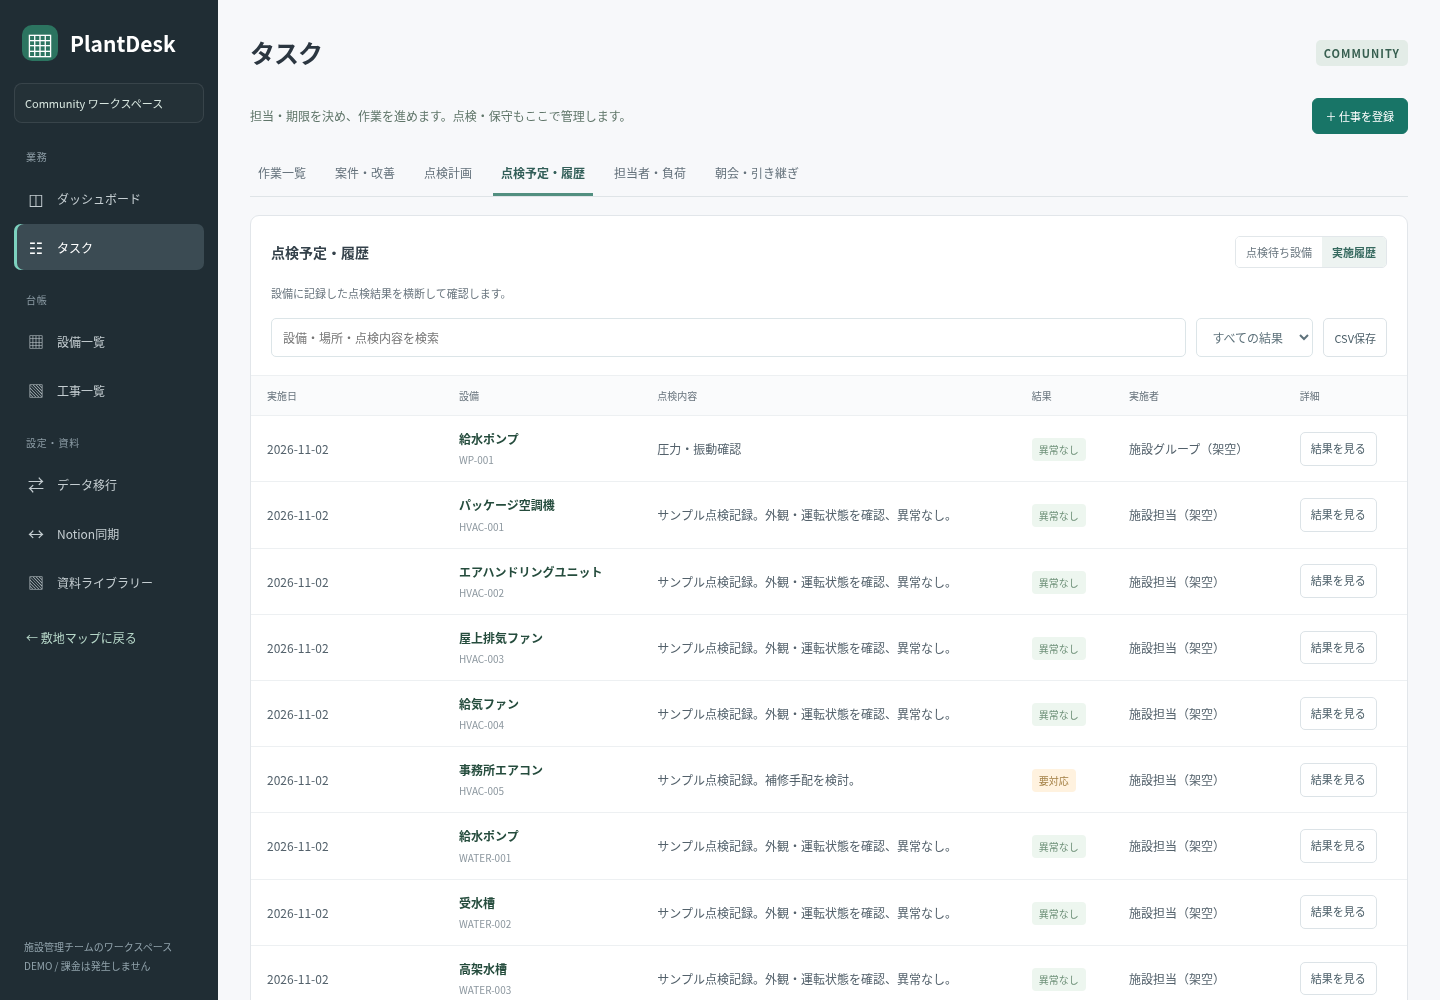 PlantDesk
Community ワークスペース
業務
ダッシュボード
タスク
台帳
設備一覧
工事一覧
設定・資料
データ移行
Notion同期
資料ライブラリー
← 敷地マップに戻る
施設管理チームのワークスペース
DEMO / 課金は発生しません
タスク
COMMUNITY
担当・期限を決め、作業を進めます。点検・保守もここで管理します。
＋ 仕事を登録
作業一覧 案件・改善 点検計画 点検予定・履歴 担当者・負荷 朝会・引き継ぎ
点検予定・履歴
点検待ち設備 実施履歴
設備に記録した点検結果を横断して確認します。
設備・場所・点検内容を検索
すべての結果
CSV保存
実施日 設備 点検内容 結果 実施者 詳細
2026-11-02 給水ポンプ 圧力・振動確認 異常なし 施設グループ（架空） 結果を見る
WP-001
2026-11-02 パッケージ空調機 サンプル点検記録。外観・運転状態を確認、異常なし。 異常なし 施設担当（架空） 結果を見る
HVAC-001
2026-11-02 エアハンドリングユニット サンプル点検記録。外観・運転状態を確認、異常なし。 異常なし 施設担当（架空） 結果を見る
HVAC-002
2026-11-02 屋上排気ファン サンプル点検記録。外観・運転状態を確認、異常なし。 異常なし 施設担当（架空） 結果を見る
HVAC-003
2026-11-02 給気ファン サンプル点検記録。外観・運転状態を確認、異常なし。 異常なし 施設担当（架空） 結果を見る
HVAC-004
2026-11-02 事務所エアコン サンプル点検記録。補修手配を検討。 要対応 施設担当（架空） 結果を見る
HVAC-005
2026-11-02 給水ポンプ サンプル点検記録。外観・運転状態を確認、異常なし。 異常なし 施設担当（架空） 結果を見る
WATER-001
2026-11-02 受水槽 サンプル点検記録。外観・運転状態を確認、異常なし。 異常なし 施設担当（架空） 結果を見る
WATER-002
2026-11-02 高架水槽 サンプル点検記録。外観・運転状態を確認、異常なし。 異常なし 施設担当（架空） 結果を見る
WATER-003